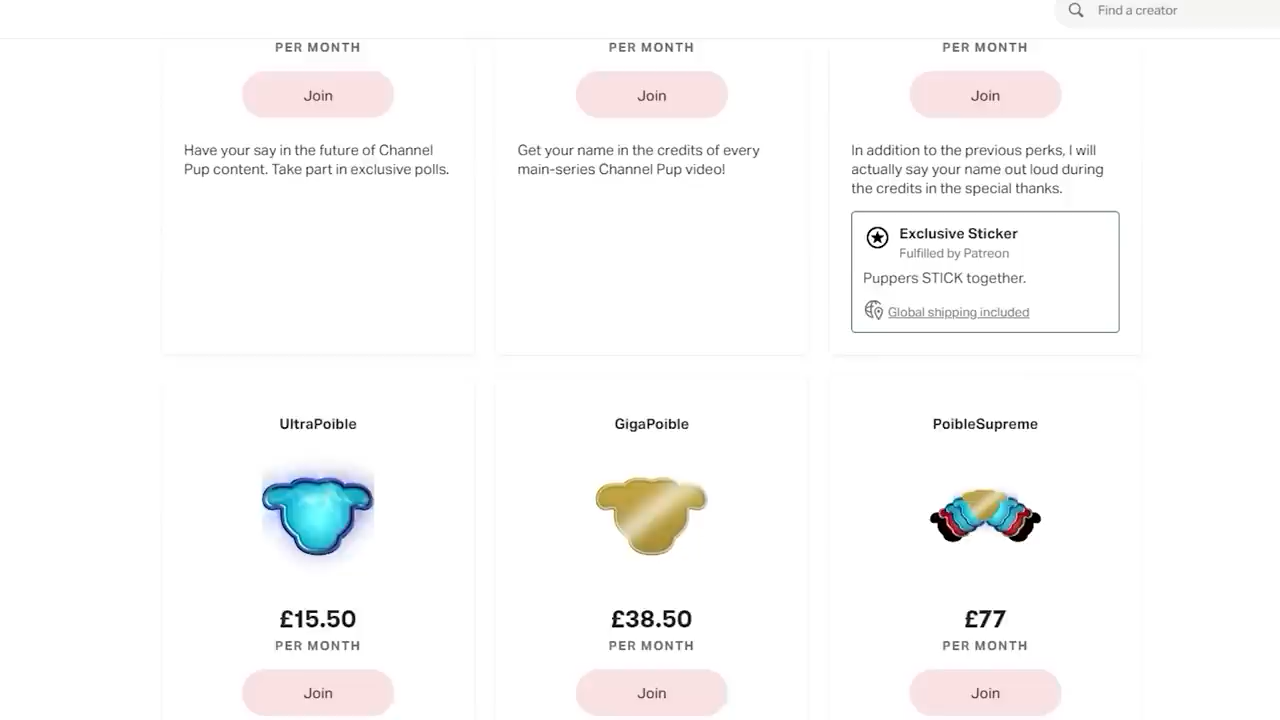 Find a creator
PER MONTH
Join
Have your say in the future of Channel
Pup content. Take part in exclusive polls.
PER MONTH
Join
Get your name in the credits of every
main-series Channel Pup video!
PER MONTH
Join
In addition to the previous perks, I will
actually say your name out loud during
the credits in the special thanks.
Exclusive Sticker
Fulfilled by Patreon
Puppers STICK together.
Global shipping included
UltraPoible
£15.50
PER MONTH
Join
GigaPoible
£38.50
PER MONTH
Join
PoibleSupreme
£77
PER MONTH
Join